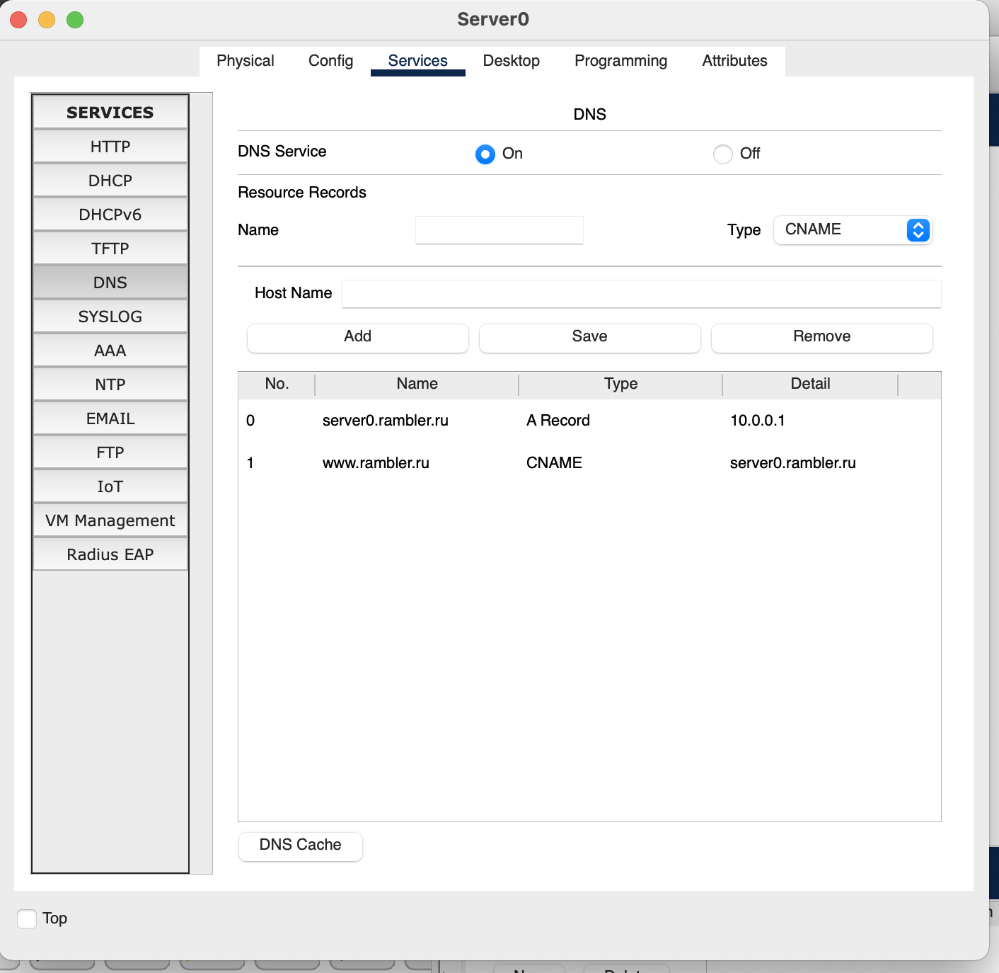 Server0
Physical Config Services Desktop Programming Attributes
SERVICES
HTTP
DHCP
DHCPv6
TFTP
DNS
SYSLOG
AAA
NTP
EMAIL
FTP
IoT
VM Management
Radius EAP
DNS
DNS Service On Off
Resource Records
Name Type CNAME
Host Name
Add Save Remove
No. Name Type Detail
0 server0.rambler.ru A Record 10.0.0.1
1 www.rambler.ru CNAME server0.rambler.ru
DNS Cache
Top